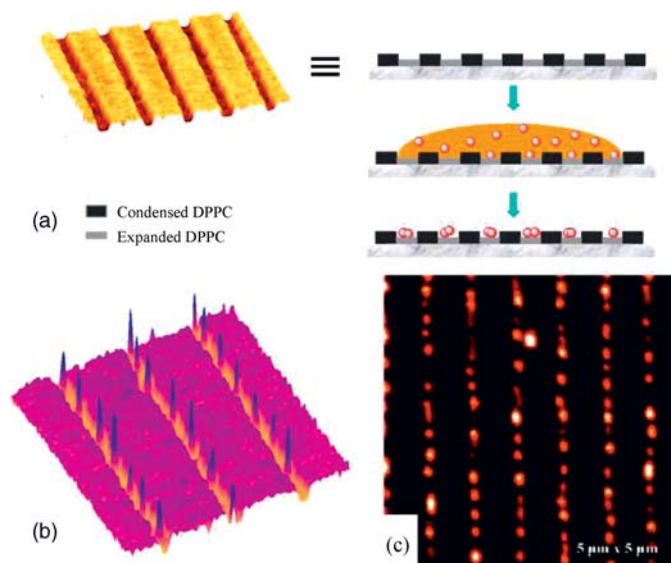 (a)
Condensed DPPC
Expanded DPPC
(b)
(c)
5 µm x 5 µm